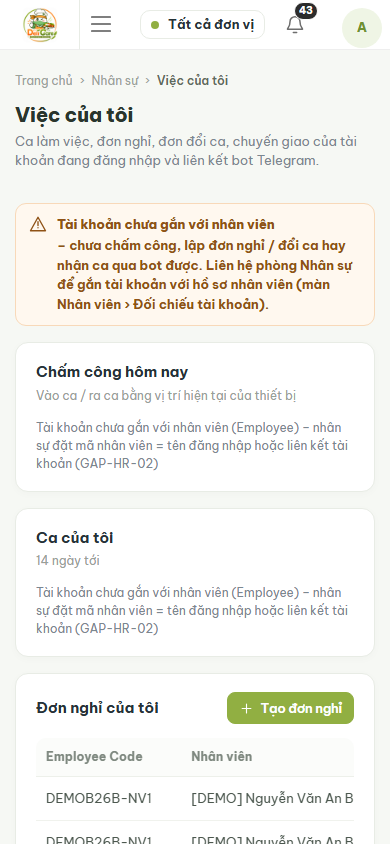 Tất cả đơn vị
43
A
Trang chủ › Nhân sự › Việc của tôi
Việc của tôi
Ca làm việc, đơn nghỉ, đơn đổi ca, chuyến giao của tài
khoản đang đăng nhập và liên kết bot Telegram.
Tài khoản chưa gắn với nhân viên
– chưa chấm công, lập đơn nghỉ / đổi ca hay
nhận ca qua bot được. Liên hệ phòng Nhân sự
để gắn tài khoản với hồ sơ nhân viên (màn
Nhân viên › Đối chiếu tài khoản).
Chấm công hôm nay
Vào ca / ra ca bằng vị trí hiện tại của thiết bị
Tài khoản chưa gắn với nhân viên (Employee) – nhân
sự đặt mã nhân viên = tên đăng nhập hoặc liên kết tài
khoản (GAP-HR-02)
Ca của tôi
14 ngày tới
Tài khoản chưa gắn với nhân viên (Employee) – nhân
sự đặt mã nhân viên = tên đăng nhập hoặc liên kết tài
khoản (GAP-HR-02)
Đơn nghỉ của tôi
Tạo đơn nghỉ
Employee Code Nhân viên
DEMOB26B-NV1 [DEMO] Nguyễn Văn An B
DEMOB26B-NV1 [DEMO] Nguyễn Văn An B